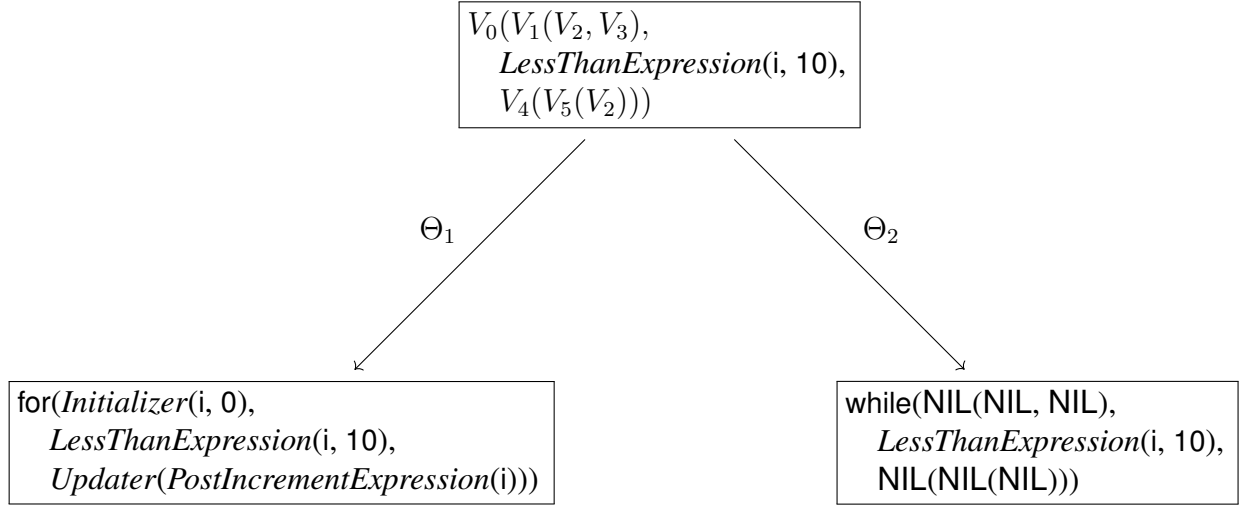 V₀(V₁(V₂, V₃),
LessThanExpression(i, 10),
V₄(V₅(V₂)))
Θ₁
Θ₂
for(Initializer(i, 0),
LessThanExpression(i, 10),
Updater(PostIncrementExpression(i)))
while(NIL(NIL, NIL),
LessThanExpression(i, 10),
NIL(NIL(NIL)))